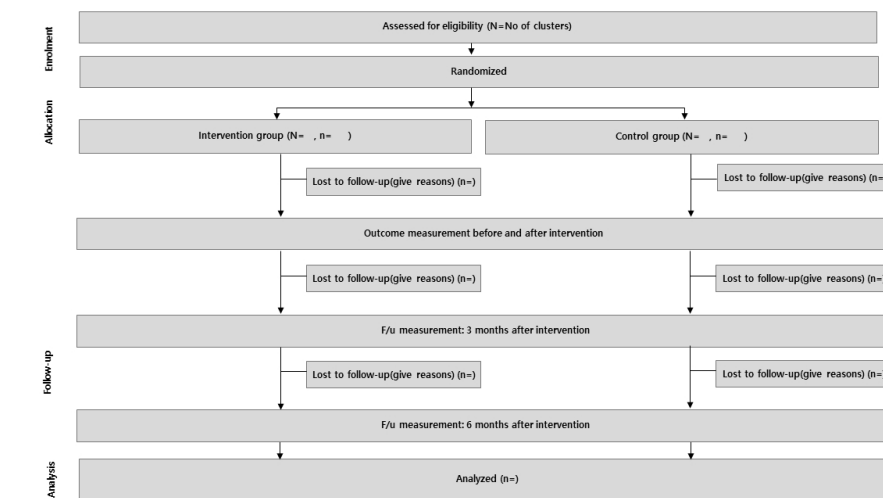 Enrolment
Assessed for eligibility (N=No of clusters)
Randomized
Allocation
Intervention group (N= , n= )
Control group (N= , n= )
Lost to follow-up(give reasons) (n=)
Lost to follow-up(give reasons) (n=
Outcome measurement before and after intervention
Lost to follow-up(give reasons) (n=)
Lost to follow-up(give reasons) (n=)
F/u measurement: 3 months after intervention
Follow-up
Lost to follow-up(give reasons) (n=)
Lost to follow-up(give reasons) (n=)
F/u measurement: 6 months after intervention
Analysis
Analyzed (n=)